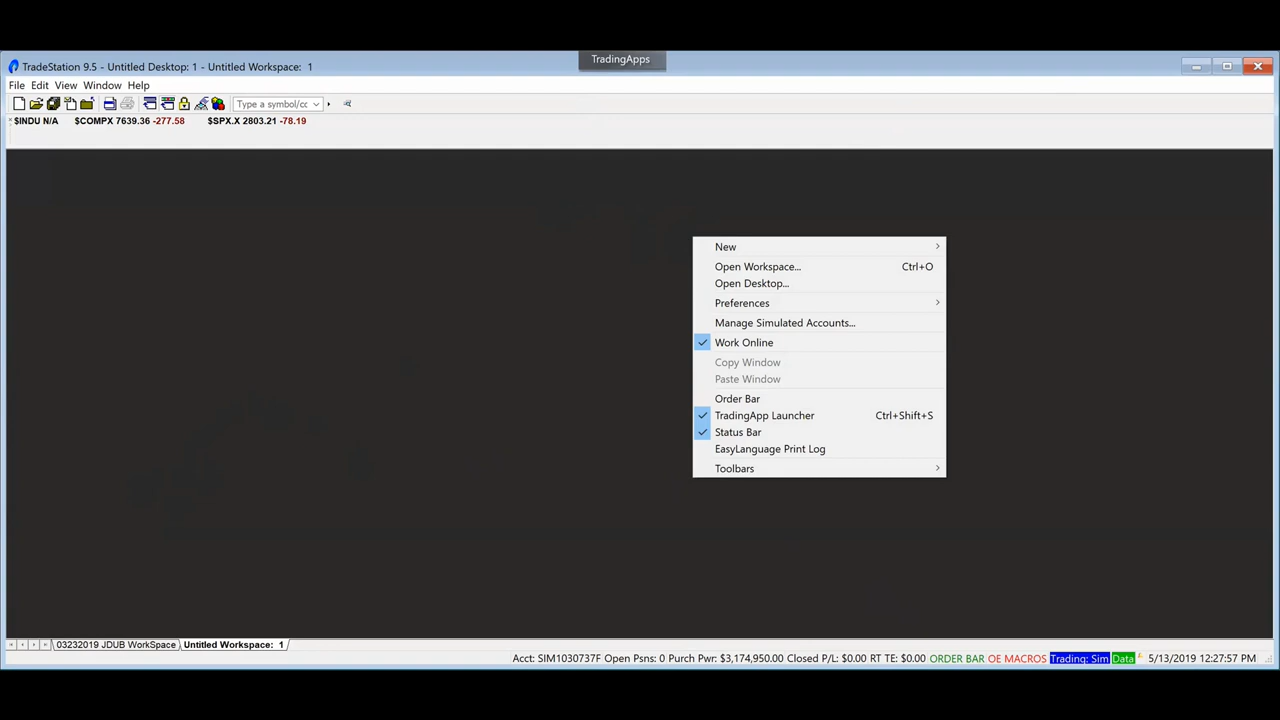 TradingApps
TradeStation 9.5 - Untitled Desktop: 1 - Untitled Workspace: 1
File Edit View Window Help
Type a symbol/cc
$INDU N/A $COMPX 7639.36 -277.58 $SPX.X 2803.21 -78.19
New
Open Workspace... Ctrl+O
Open Desktop...
Preferences
Manage Simulated Accounts...
Work Online
Copy Window
Paste Window
Order Bar
TradingApp Launcher Ctrl+Shift+S
Status Bar
EasyLanguage Print Log
Toolbars
03232019 JDUB WorkSpace Untitled Workspace: 1
Acct: SIM1030737F Open Psns: 0 Purch Pwr: $3,174,950.00 Closed P/L: $0.00 RT TE: $0.00 ORDER BAR OE MACROS Trading: Sim Data 5/13/2019 12:27:57 PM